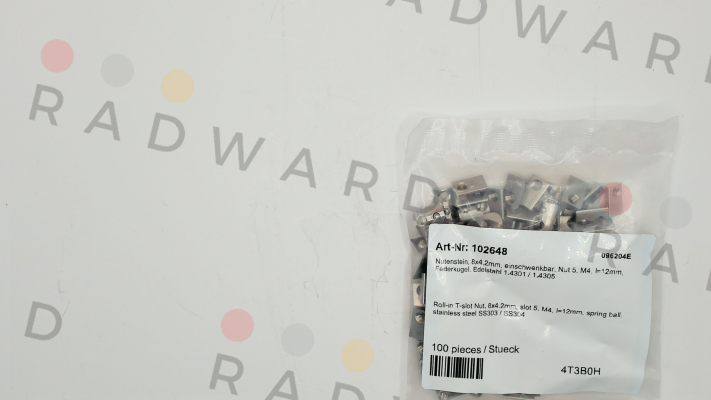 RADWARD
RADWARD
Art-Nr: 102648
096204E
Nutenstein, 8x4,2mm, einschwenkbar, Nut 5, M4, l=12mm,
Federkugel, Edelstahl 1.4301 / 1.4305
Roll-in T-slot Nut, 8x4,2mm, slot 5, M4, l=12mm, spring ball,
stainless steel SS303 / SS304
100 pieces / Stueck
4T3B0H
D
RADWARD